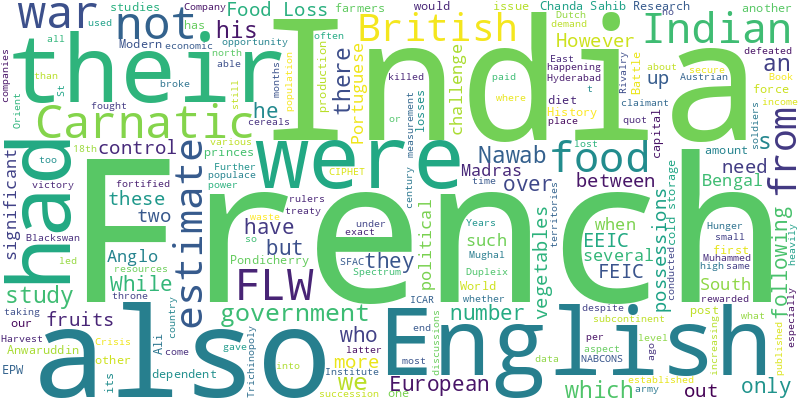 India
French
English
also
their
were
had
food
not
war
British
Indian
Carnatic
FLW
from
estimate
his
Food Loss
Chanda Sahib Research
no
studies
used
has
farmers
would
issue
another
Company
often
Dutch
demand
Modern
economic
opportunity
all
than
north
able
there
Portuguese
challenge
However
up
an
East
happening
Hyderabad
t
about
Rivalry
Battle
Austrian
secure
Book
defeated
companies
Orient
St
broke
he
months
population
production
killed
paid
where
diet
History
place
claimant
quot
force
income
still
fought
cereals
or
losses
measurement
capital
lost
amount
s
soldiers
significant
too
18th
control
various
princes
Further
populace
power
CIPHET
century
Nawab
Madras
time
over
between
need
Bengal
victory
fortified
these
two
rulers
treaty
have
but
waste
under
exact
they
political
Mughal
Years
such
EEIC
several
when
FEIC
territories
possessions
cold storage
conducted
Hunger
small
first
Muhammed
high
same
South
rewarded
following
heavily
Blackswan
led
Anglo
resources
While
throne
Pondicherry
so
SFAC
Spectrum
Dupleix
World
whether
vegetables
study
taking
our
fruits
Harvest
Crisis
Anwaruddin
other
EPW
its
Ali
country
come
dependent
government
gave
Trichinopoly
into
who
latter
Institute
more
succession
one
we
European
ICAR
end
most
discussions
number
data
NABCONS
despite
subcontinent
per
aspect
level
ago
which
established
army
post
increasing
published
what
out
only
especially